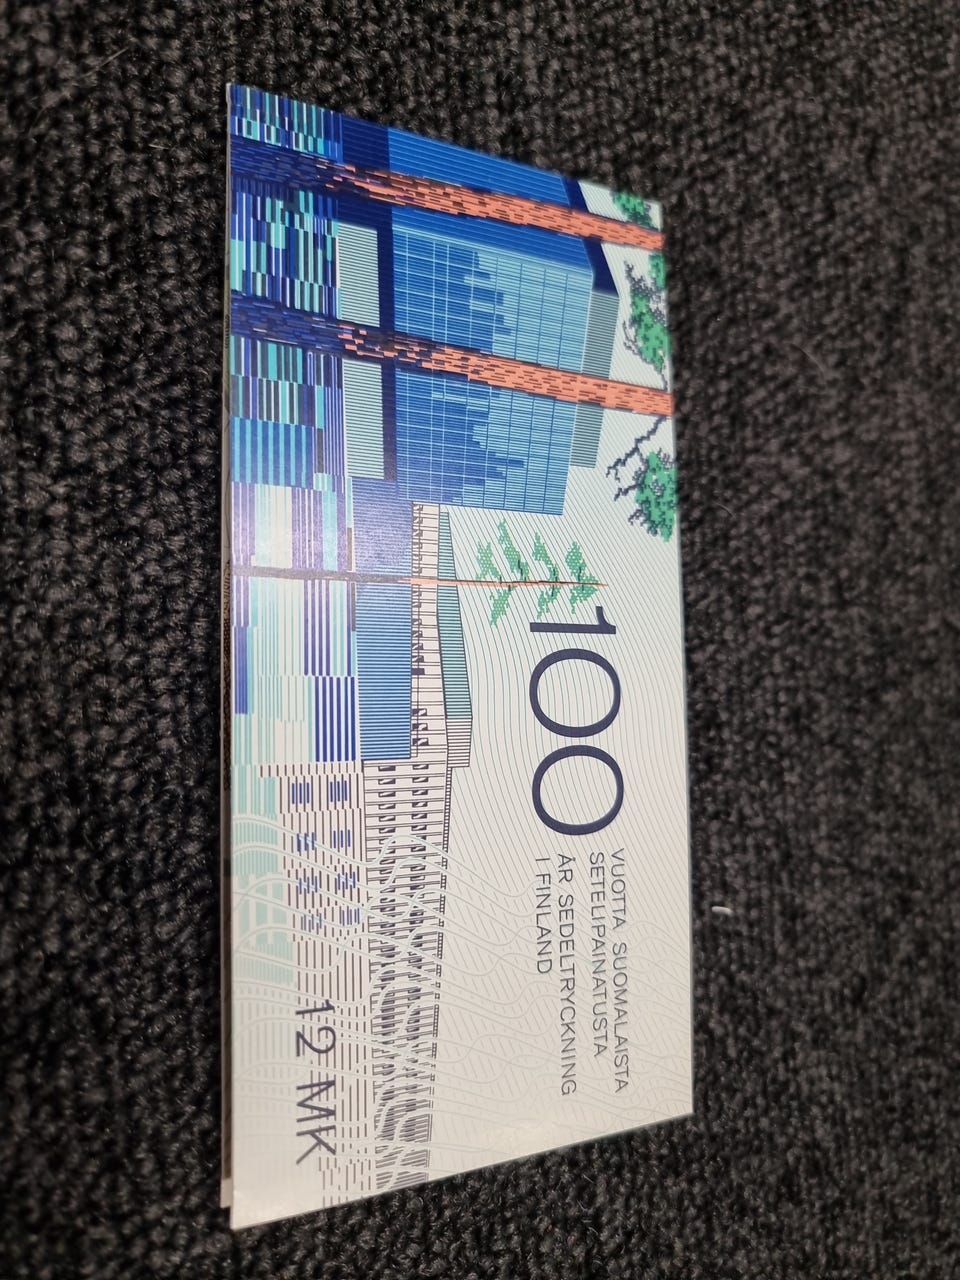 100
VUOTTA SUOMALAISTA
SETELIPAINATUSTA
ÅR SEDELTRYCKNING
I FINLAND
12 MK